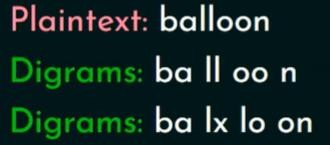 Plaintext: balloon
Digrams: ba ll oo n
Digrams: ba lx lo on